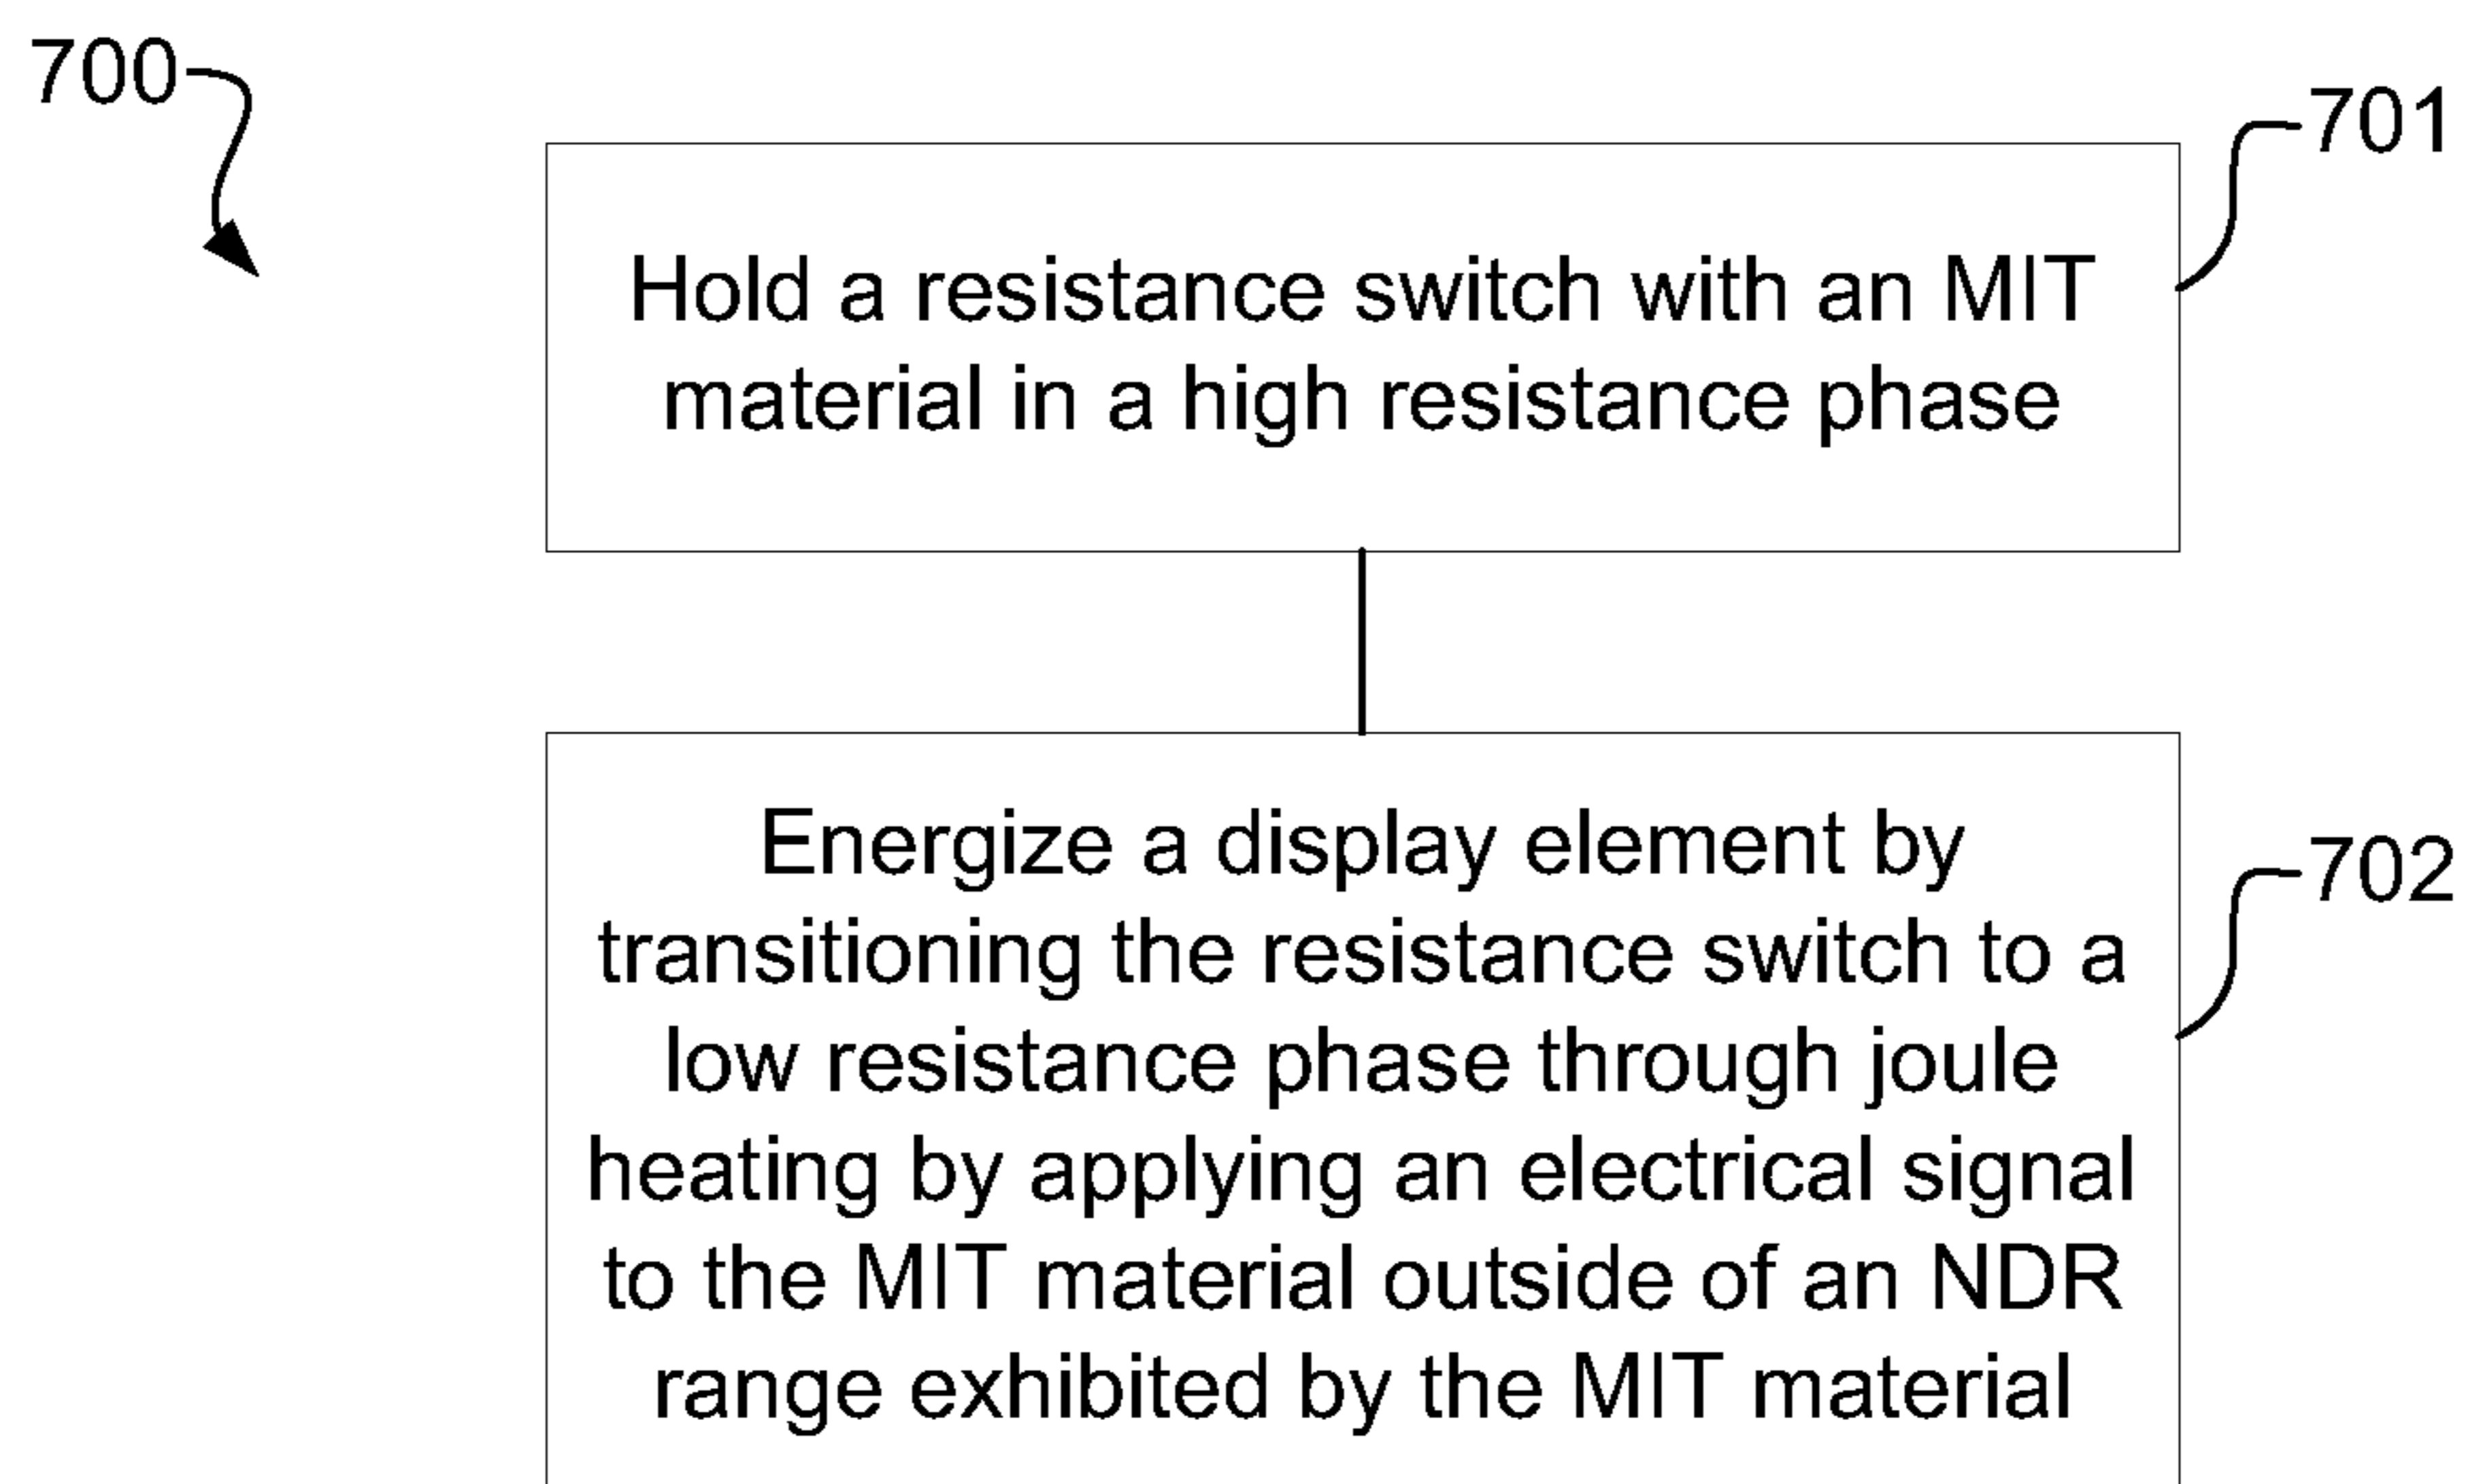 700
701
Hold a resistance switch with an MIT
material in a high resistance phase
702
Energize a display element by
transitioning the resistance switch to a
low resistance phase through joule
heating by applying an electrical signal
to the MIT material outside of an NDR
range exhibited by the MIT material